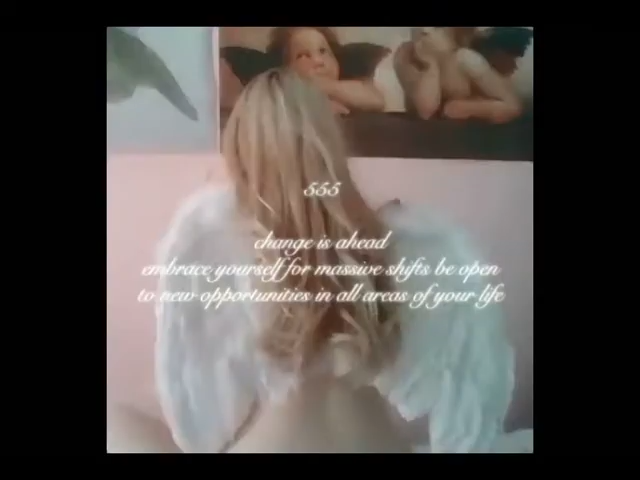 555
change is ahead
embrace yourself for massive shifts be open
to new opportunities in all areas of your life